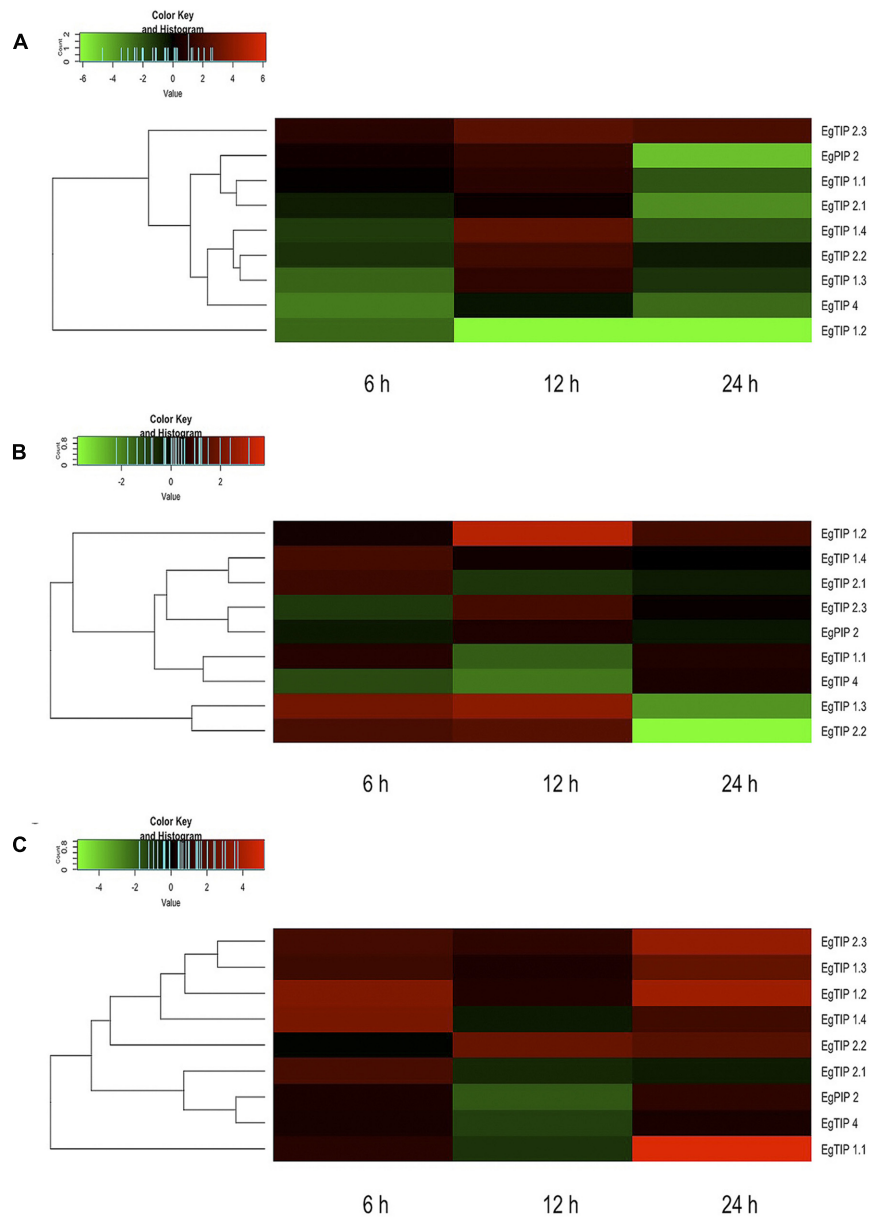 A
Color Key
and Histogram
Count
0 1 2
-6 -4 -2 0 2 4 6
Value
EgTIP 2.3
EgPIP 2
EgTIP 1.1
EgTIP 2.1
EgTIP 1.4
EgTIP 2.2
EgTIP 1.3
EgTIP 4
EgTIP 1.2
6 h 12 h 24 h
B
Color Key
and Histogram
Count
0 0.8
-2 0 2
Value
EgTIP 1.2
EgTIP 1.4
EgTIP 2.1
EgTIP 2.3
EgPIP 2
EgTIP 1.1
EgTIP 4
EgTIP 1.3
EgTIP 2.2
6 h 12 h 24 h
C
Color Key
and Histogram
Count
0 0.8
-4 -2 0 2 4
Value
EgTIP 2.3
EgTIP 1.3
EgTIP 1.2
EgTIP 1.4
EgTIP 2.2
EgTIP 2.1
EgPIP 2
EgTIP 4
EgTIP 1.1
6 h 12 h 24 h